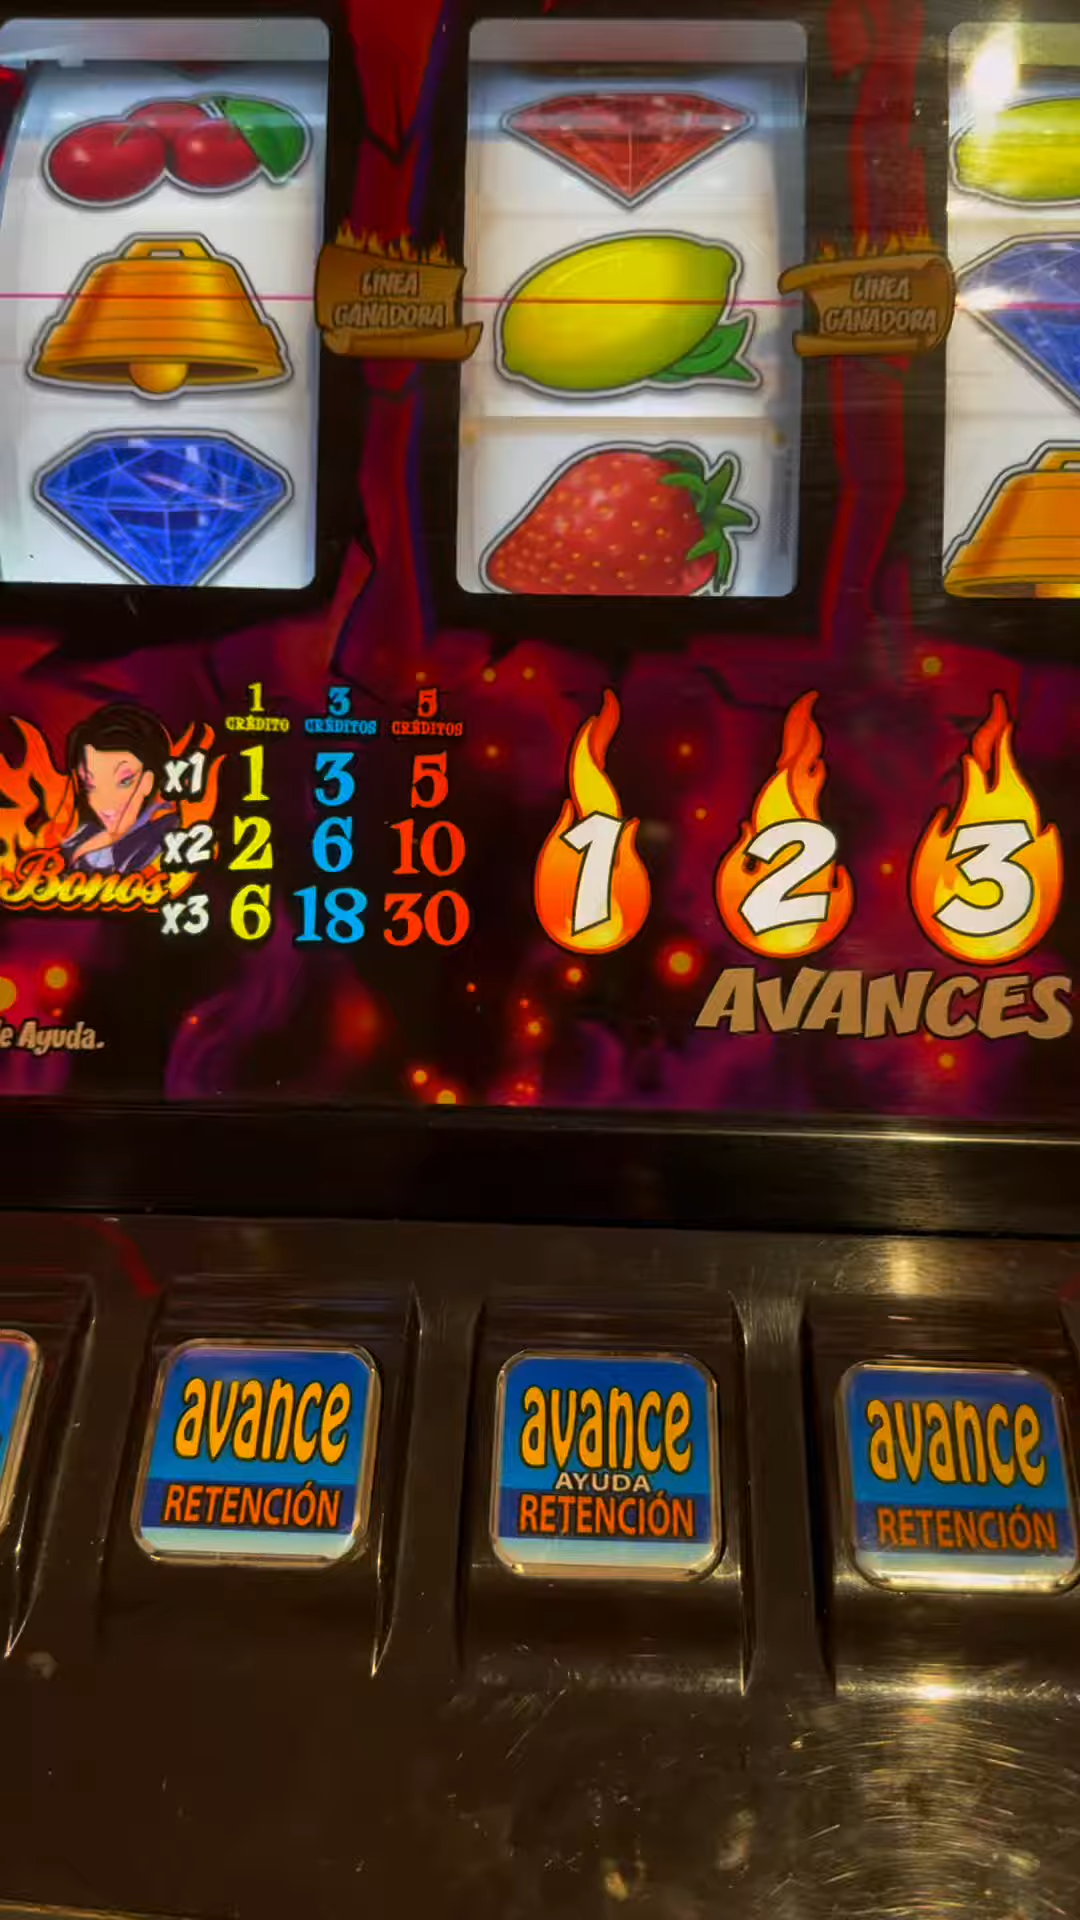 LINEA
GANADORA
LINEA
GANADORA
1 3 5
CRÉDITO CRÉDITOS CRÉDITOS
x1 1 3 5
x2 2 6 10
Bonos
x3 6 18 30
1 2 3
AVANCES
e Ayuda.
avance
RETENCIÓN
avance
AYUDA
RETENCIÓN
avance
RETENCIÓN